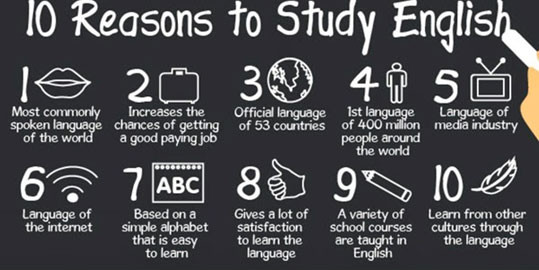 10 Reasons to Study English
1
Most commonly
spoken language
of the world
2
Increases the
chances of getting
a good paying job
3
Official language
of 53 countries
4
1st language
of 400 million
people around
the world
5
Language of
media industry
6
Language of
the internet
7
ABC
Based on a
simple alphabet
that is easy
to learn
8
Gives a lot of
satisfaction
to learn the
language
9
A variety of
school courses
are taught in
English
10
Learn from other
cultures through
the language